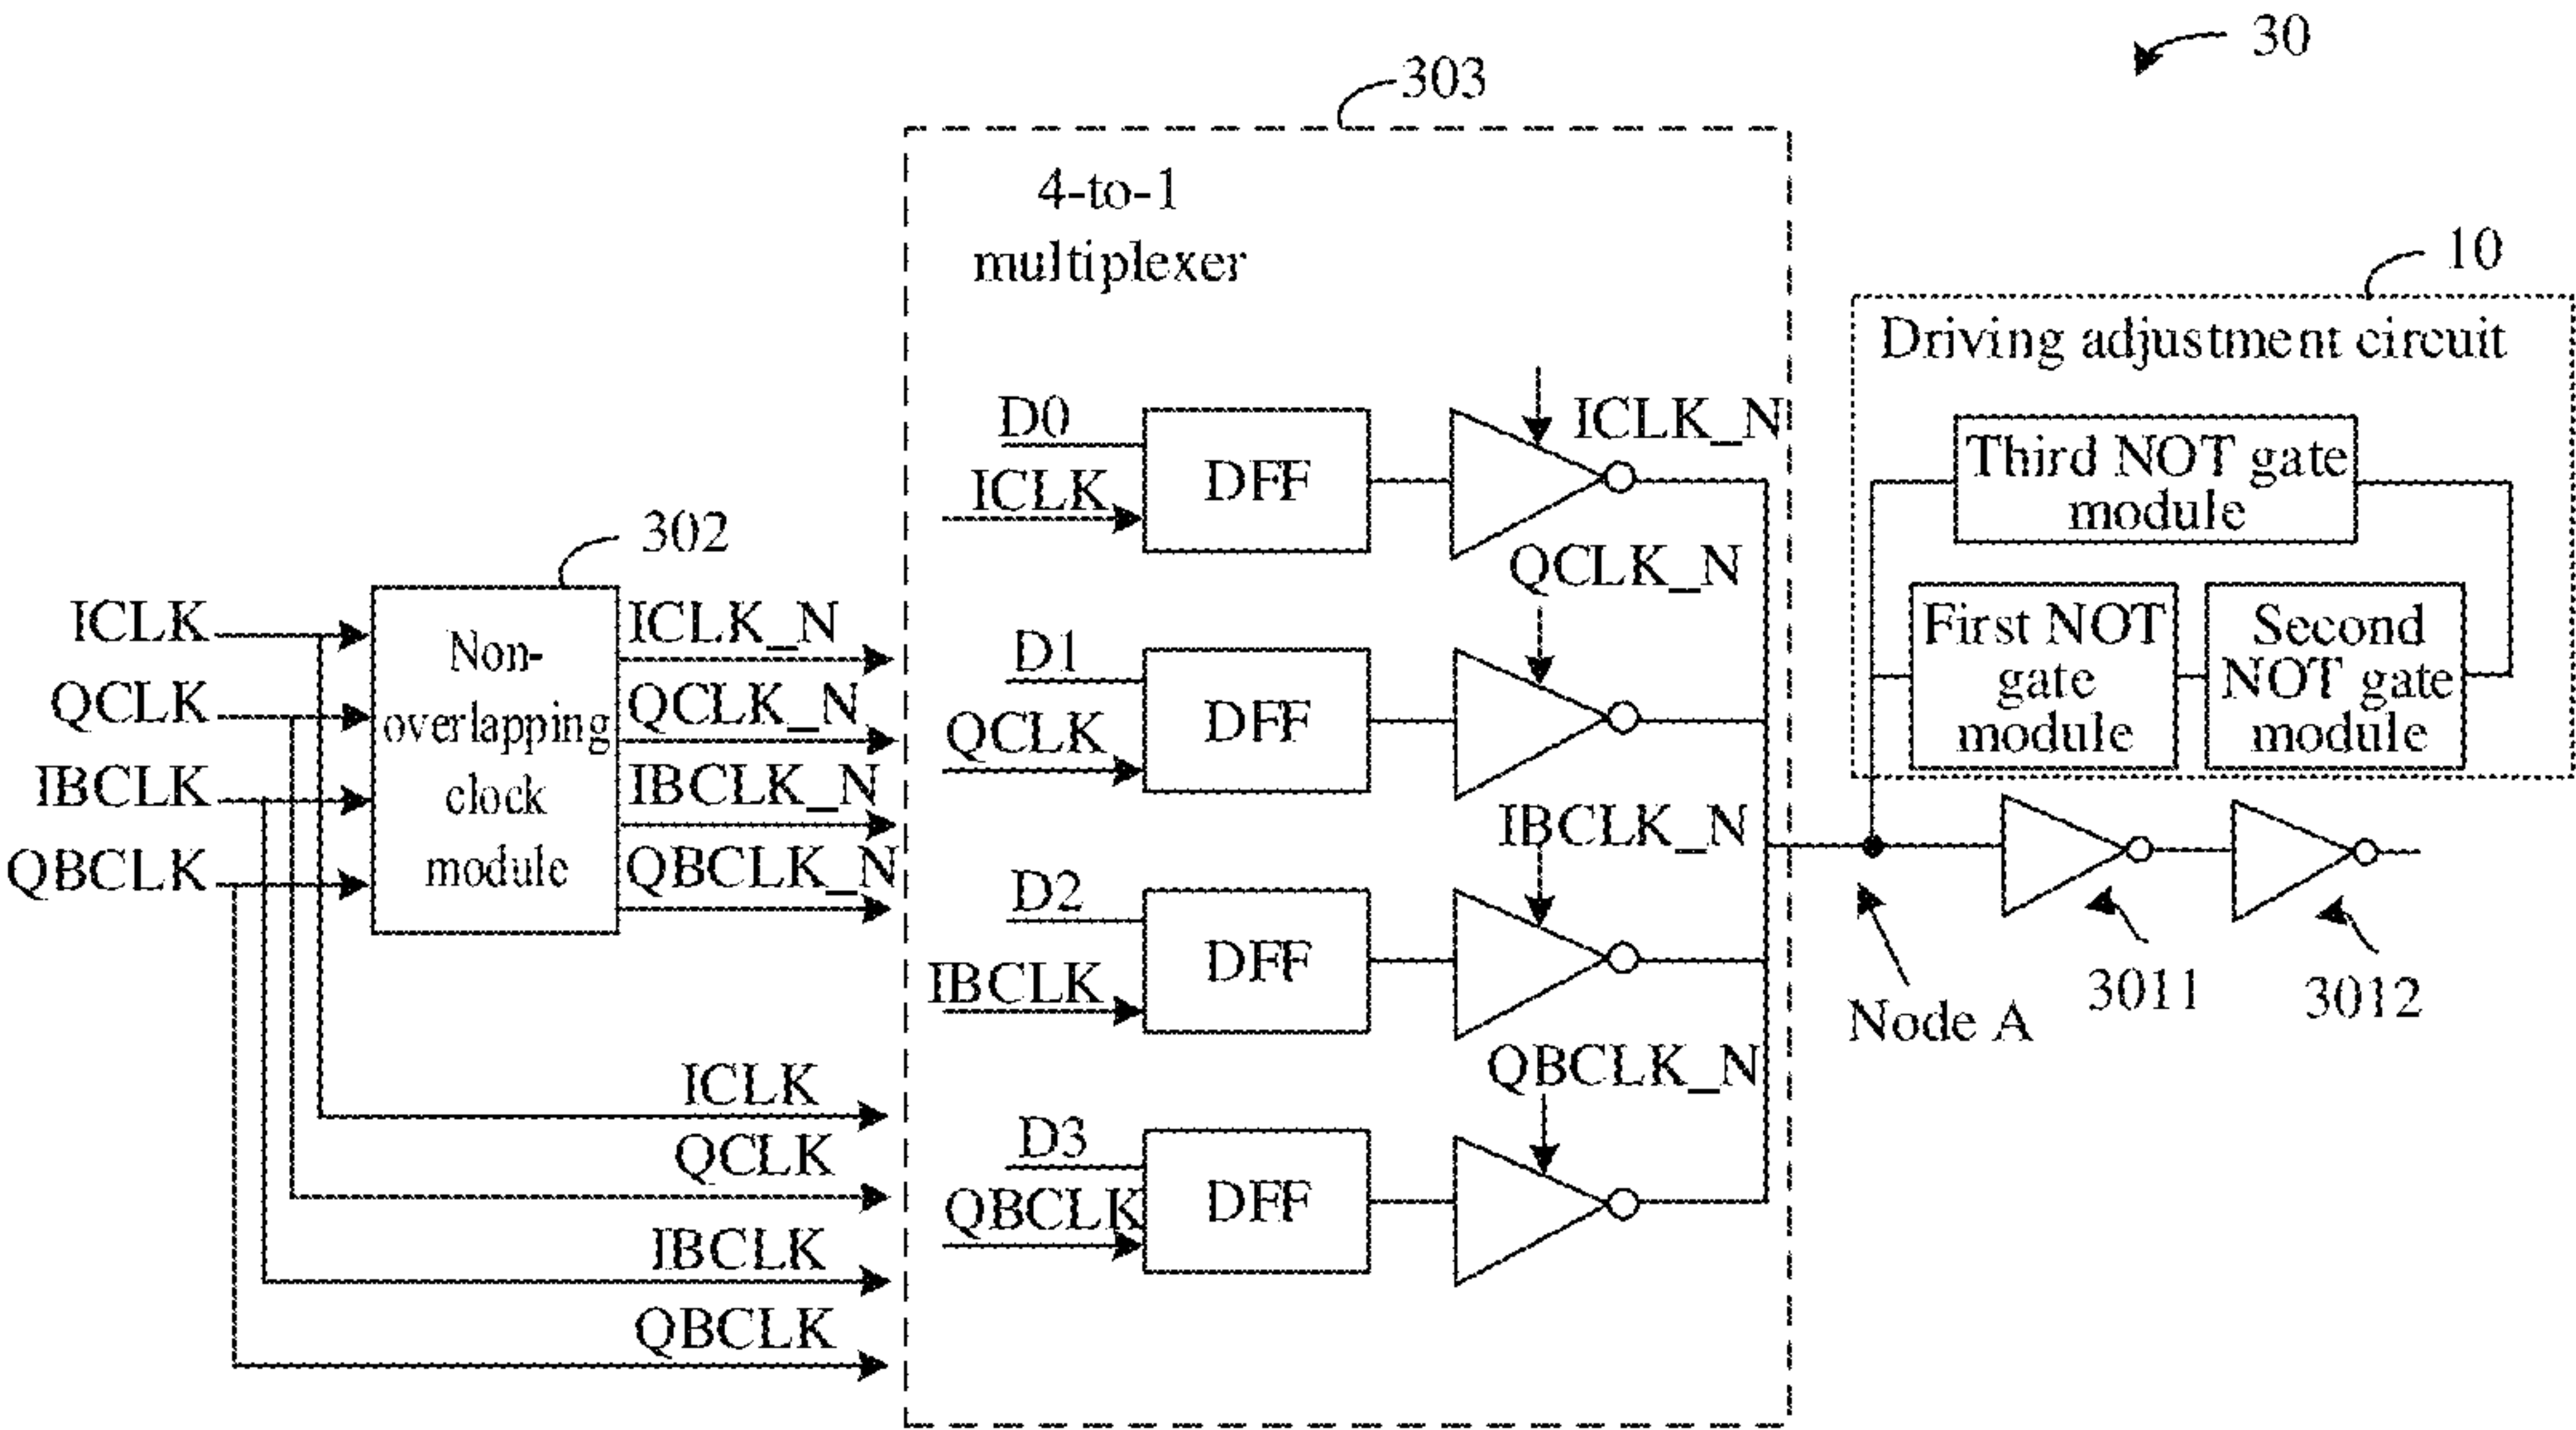 30
303
4-to-1
multiplexer
10
Driving adjustment circuit
Third NOT gate
module
First NOT
gate
module
Second
NOT gate
module
D0
ICLK
DFF
ICLK_N
302
ICLK
QCLK
IBCLK
QBCLK
Non-
overlapping
clock
module
ICLK_N
QCLK_N
IBCLK_N
QBCLK_N
QCLK_N
D1
QCLK
DFF
IBCLK_N
D2
IBCLK
DFF
QBCLK_N
D3
QBCLK
DFF
Node A
3011
3012
ICLK
QCLK
IBCLK
QBCLK